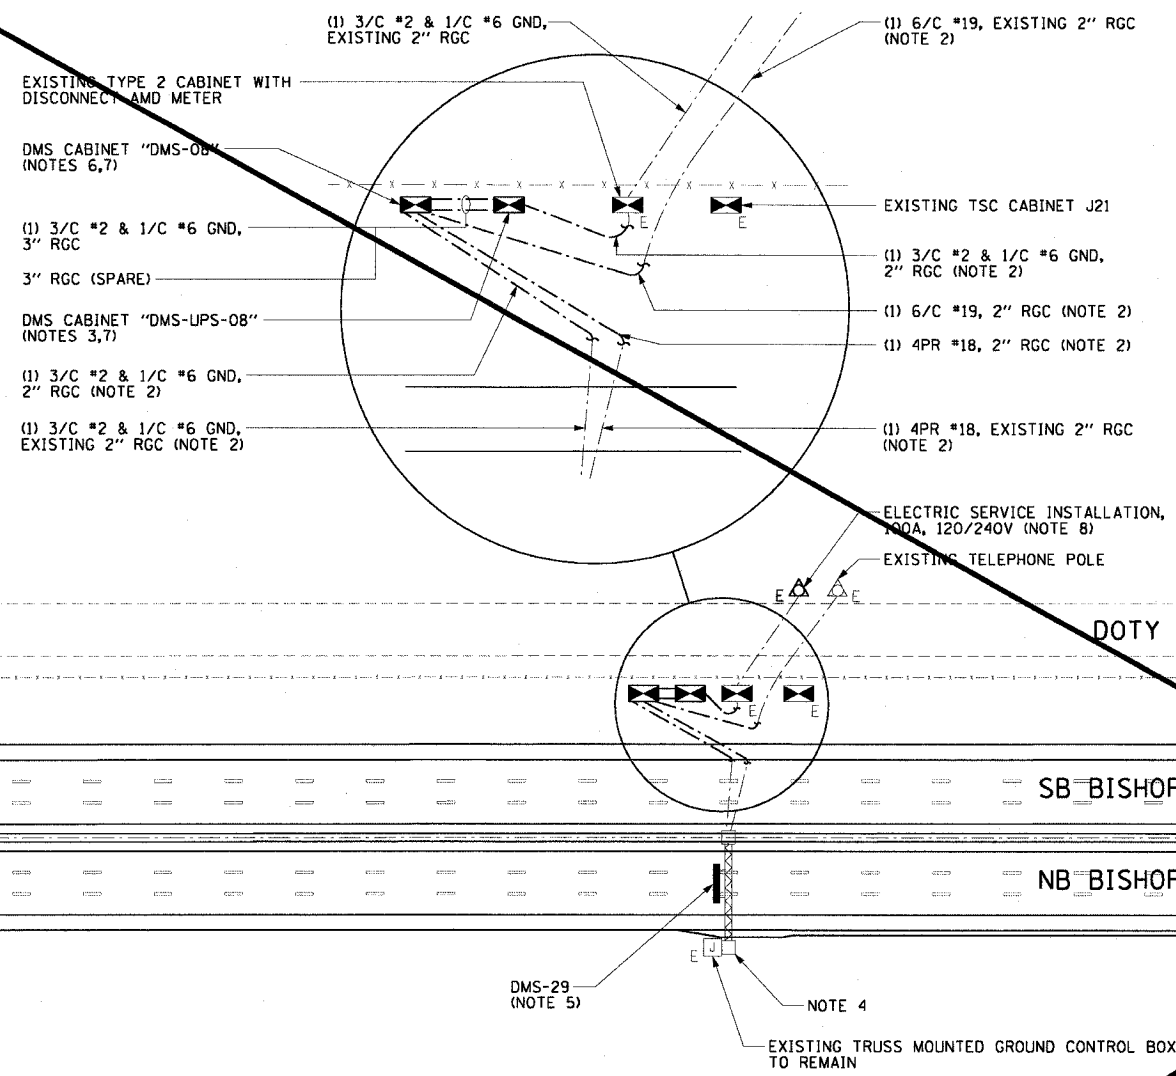 (1) 3/C #2 & 1/C #6 GND,
EXISTING 2" RGC
(1) 6/C #19, EXISTING 2" RGC
(NOTE 2)
EXISTING TYPE 2 CABINET WITH
DISCONNECT AMD METER
DMS CABINET "DMS-08"
(NOTES 6,7)
(1) 3/C #2 & 1/C #6 GND,
3" RGC
3" RGC (SPARE)
DMS CABINET "DMS-UPS-08"
(NOTES 3,7)
(1) 3/C #2 & 1/C #6 GND,
2" RGC (NOTE 2)
(1) 3/C #2 & 1/C #6 GND,
EXISTING 2" RGC (NOTE 2)
E
E
EXISTING TSC CABINET J21
(1) 3/C #2 & 1/C #6 GND,
2" RGC (NOTE 2)
(1) 6/C #19, 2" RGC (NOTE 2)
(1) 4PR #18, 2" RGC (NOTE 2)
(1) 4PR #18, EXISTING 2" RGC
(NOTE 2)
ELECTRIC SERVICE INSTALLATION,
100A, 120/240V (NOTE 8)
EXISTING TELEPHONE POLE
E
E
DOTY
E
E
SB BISHOP
NB BISHOP
E
J
DMS-29
(NOTE 5)
NOTE 4
EXISTING TRUSS MOUNTED GROUND CONTROL BOX
TO REMAIN